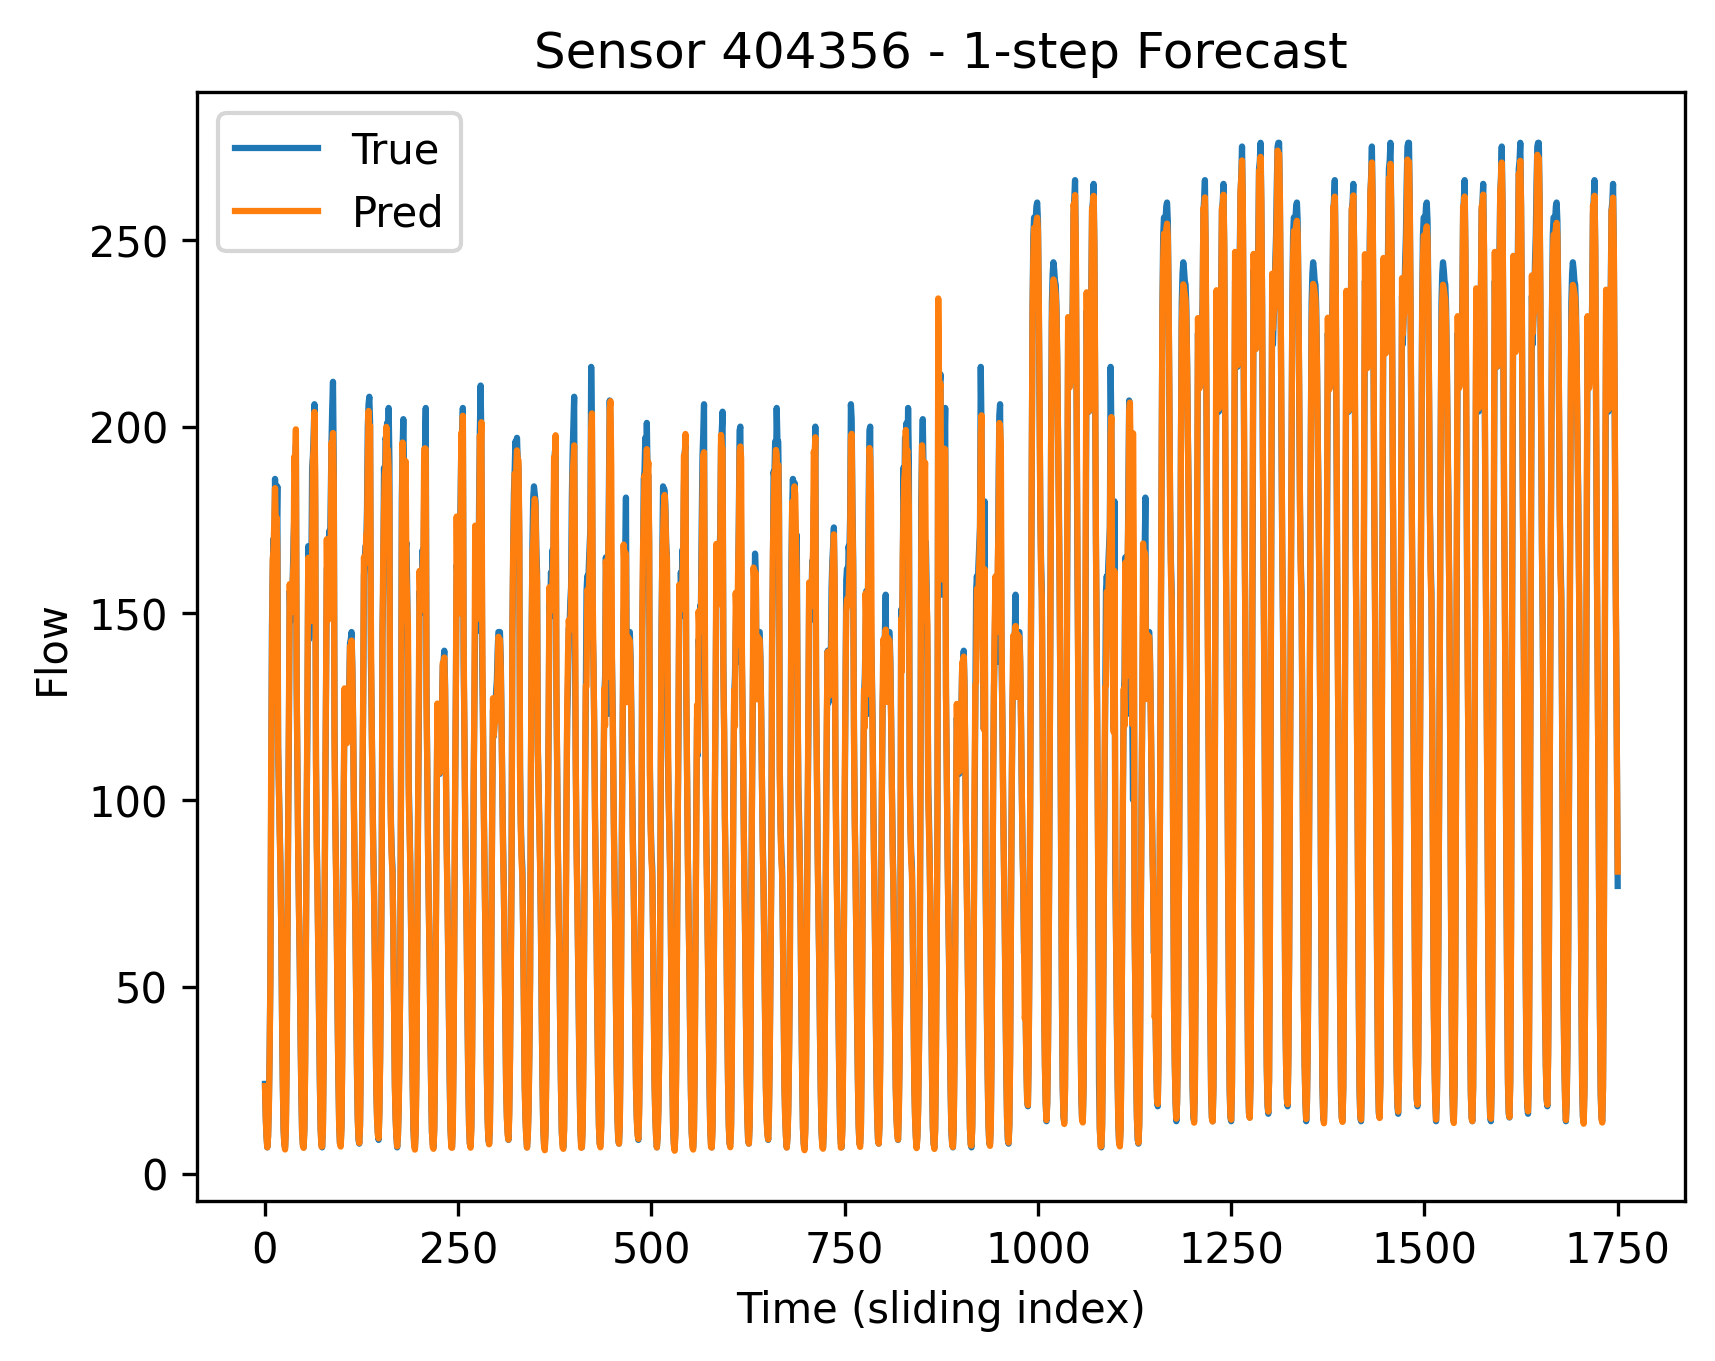 Sensor 404356 - 1-step Forecast
True
Pred
250
200
150
100
50
0
Flow
0 250 500 750 1000 1250 1500 1750
Time (sliding index)